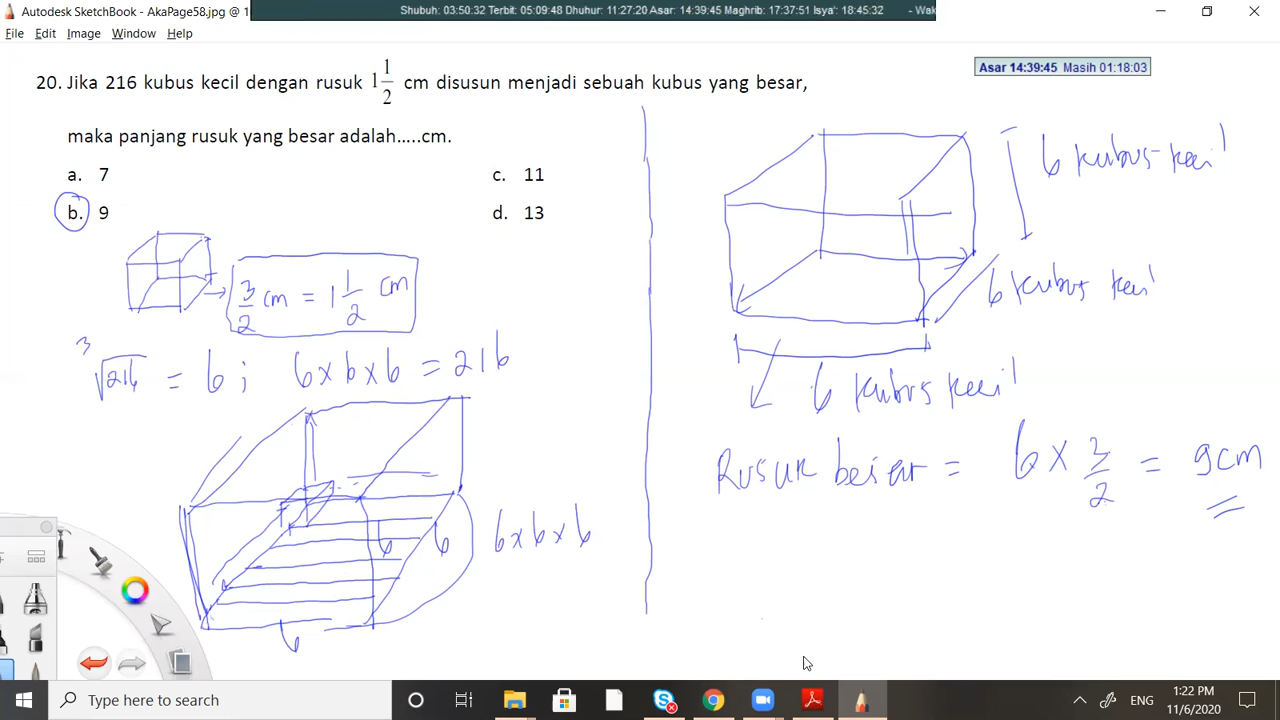 Autodesk SketchBook - AkaPage58.jpg @ 1
Shubuh: 03:50:32 Terbit: 05:09:48 Dhuhur: 11:27:20 Asar: 14:39:45 Maghrib: 17:37:51 Isya': 18:45:32 - Wak
File Edit Image Window Help
Asar 14:39:45 Masih 01:18:03
20. Jika 216 kubus kecil dengan rusuk 1 1/2 cm disusun menjadi sebuah kubus yang besar,
maka panjang rusuk yang besar adalah.....cm.
a. 7
b. 9
c. 11
d. 13
3/2 cm = 1 1/2 cm
∛216 = 6 ; 6 x 6 x 6 = 216
6
6
6
6 x 6 x 6
6 kubus kecil
6 kubus kecil
6 kubus kecil
Rusuk besar = 6 x 3/2 = 9 cm
Type here to search
ENG
1:22 PM
11/6/2020